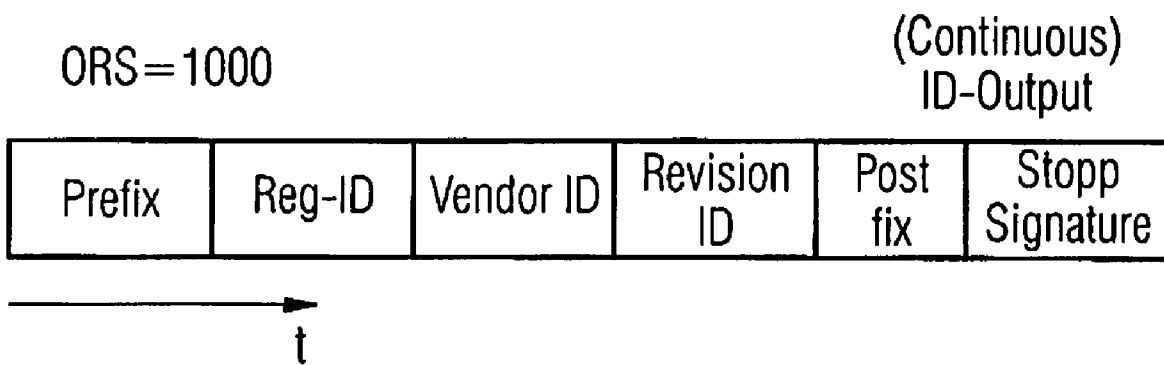 ORS=1000
(Continuous)
ID-Output
Prefix
Reg-ID
Vendor ID
Revision
ID
Post
fix
Stopp
Signature
t